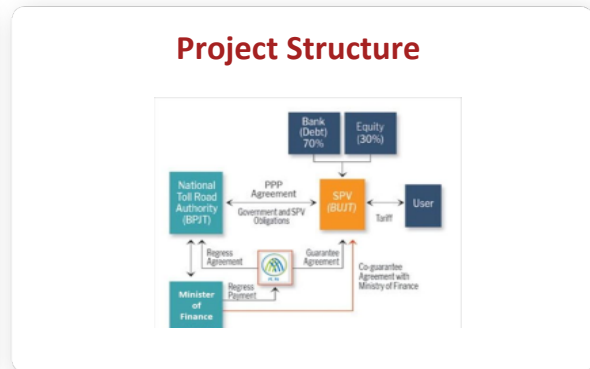 Project Structure
Bank
(Debt)
70%
Equity
(30%)
National
Toll Road
Authority
(BPJT)
PPP
Agreement
Government and SPV
Obligations
SPV
(BUJT)
Tariff
User
Regress
Agreement
Guarantee
Agreement
Co-guarantee
Agreement with
Ministry of Finance
Regress
Payment
Minister
of
Finance